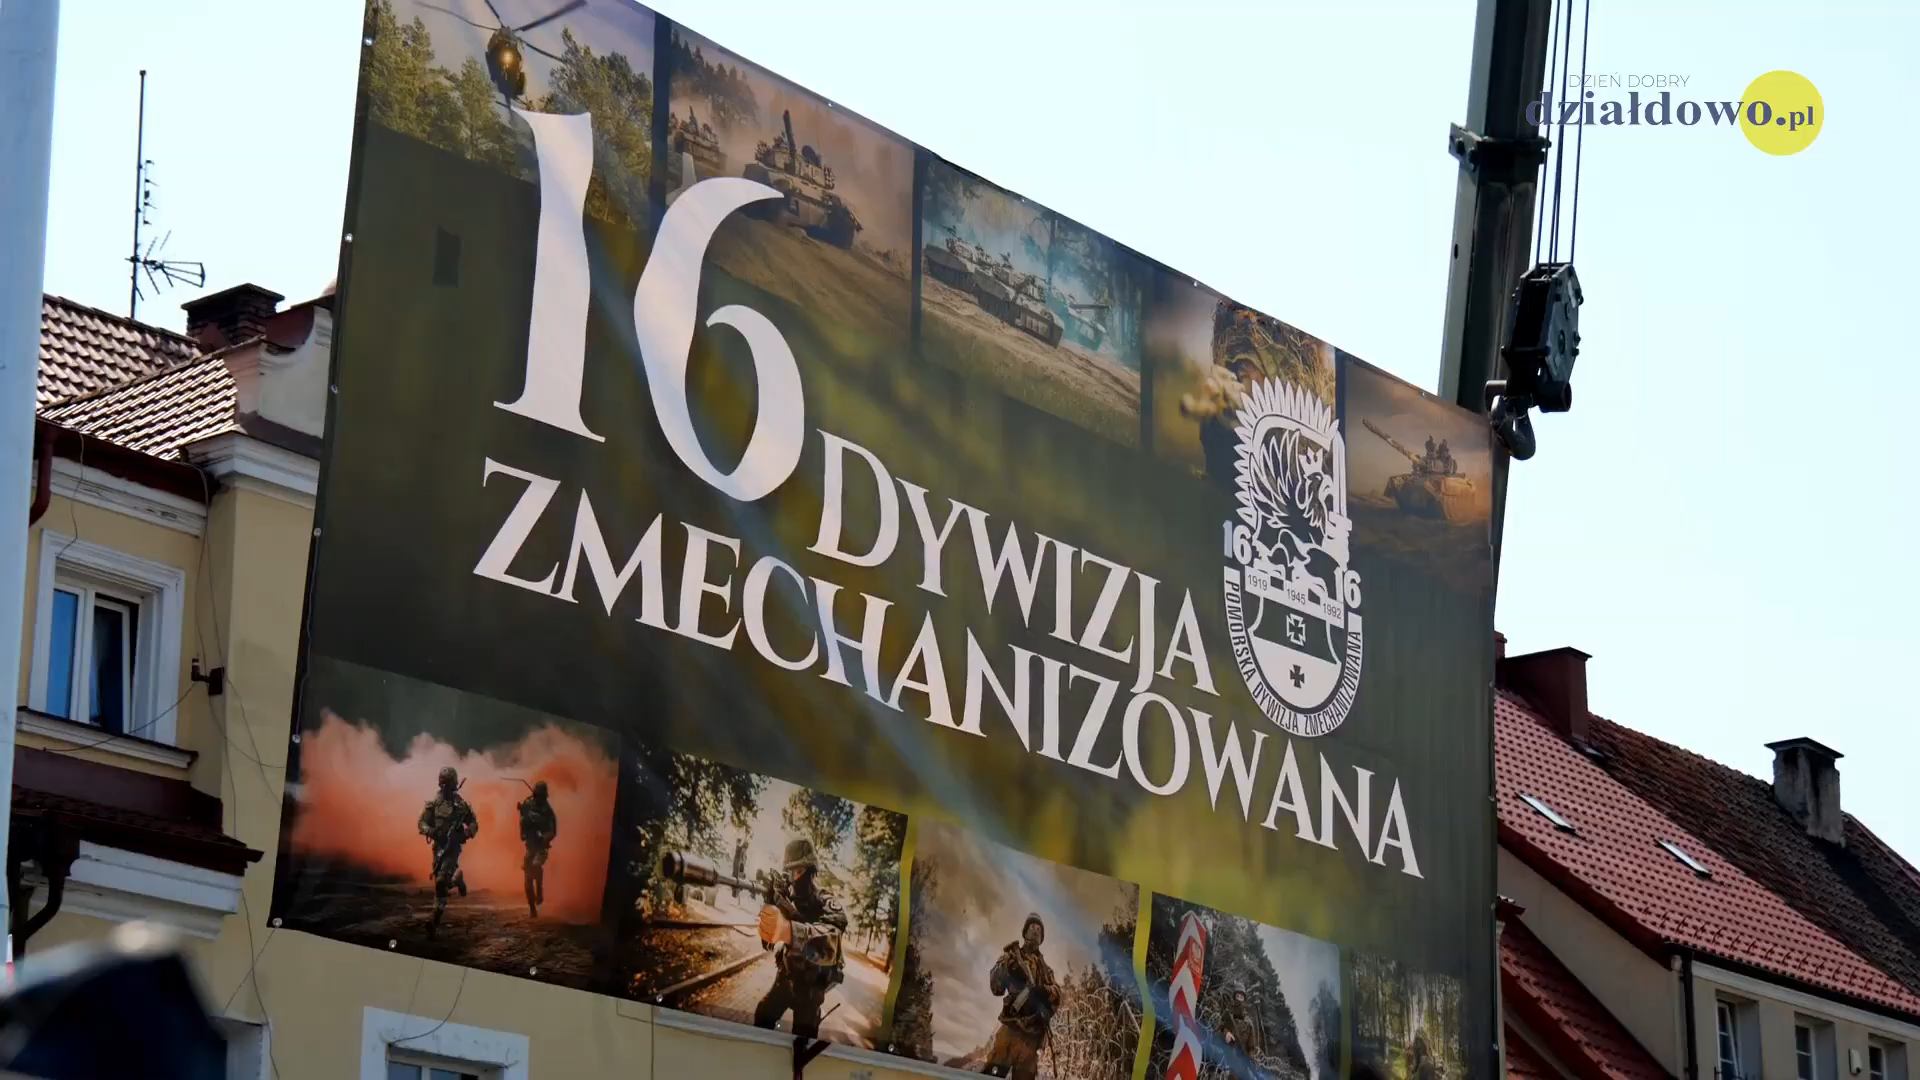 DZIEŃ DOBRY
działdowo.pl
16 DYWIZJA
ZMECHANIZOWANA
16 16
1919 1945 1992
POMORSKA DYWIZJA ZMECHANIZOWANA